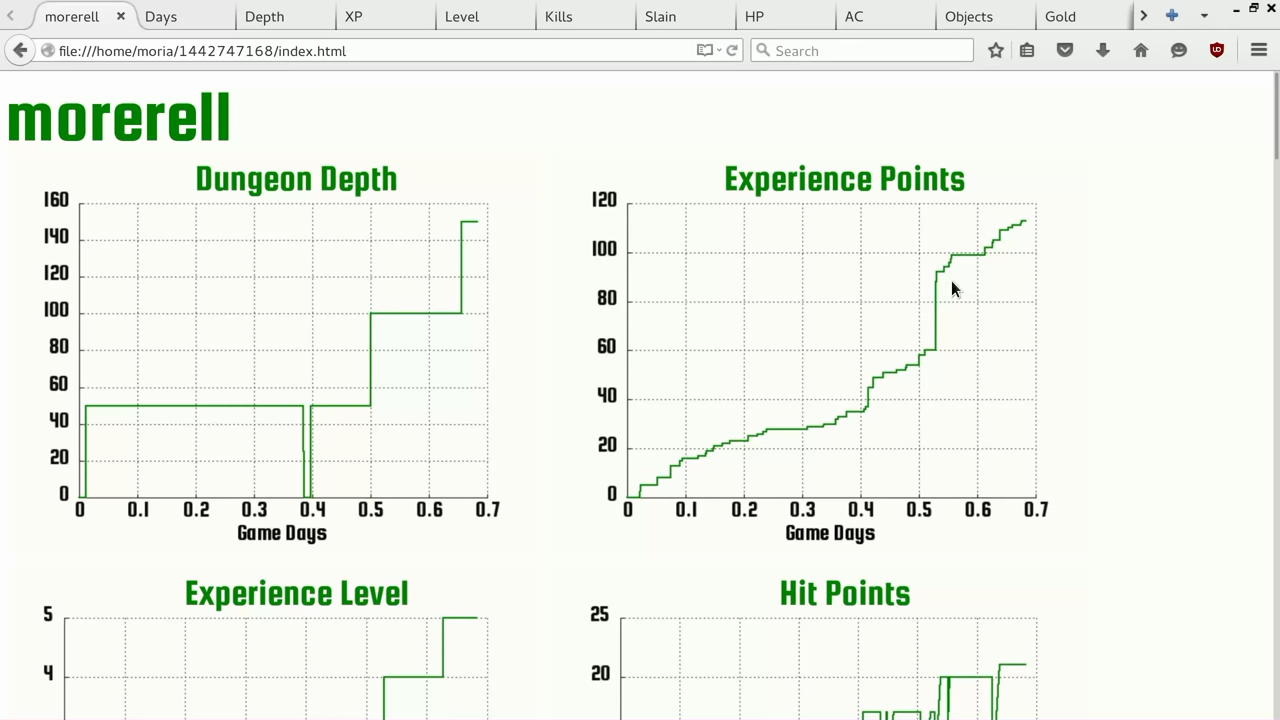 morerell Days Depth XP Level Kills Slain HP AC Objects Gold
file:///home/moria/1442747168/index.html Search
morerell
Dungeon Depth
160
140
120
100
80
60
40
20
0
0 0.1 0.2 0.3 0.4 0.5 0.6 0.7
Game Days
Experience Points
120
100
80
60
40
20
0
0 0.1 0.2 0.3 0.4 0.5 0.6 0.7
Game Days
Experience Level
5
4
Hit Points
25
20